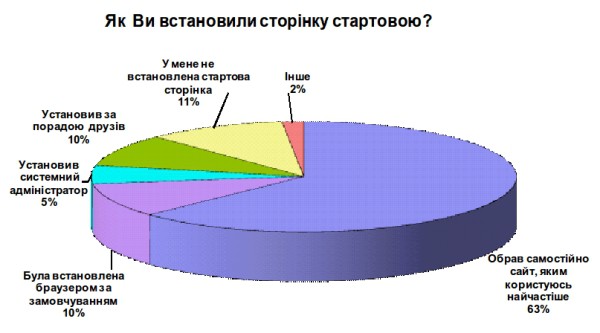 Як Ви встановили сторінку стартовою?
У мене не
встановлена стартова
сторінка
11%
Інше
2%
Установив за
порадою друзів
10%
Установив
системний
адміністратор
5%
Була встановлена
браузером за
замовчуванням
10%
Обрав самостійно
сайт, яким
користуюсь
найчастіше
63%